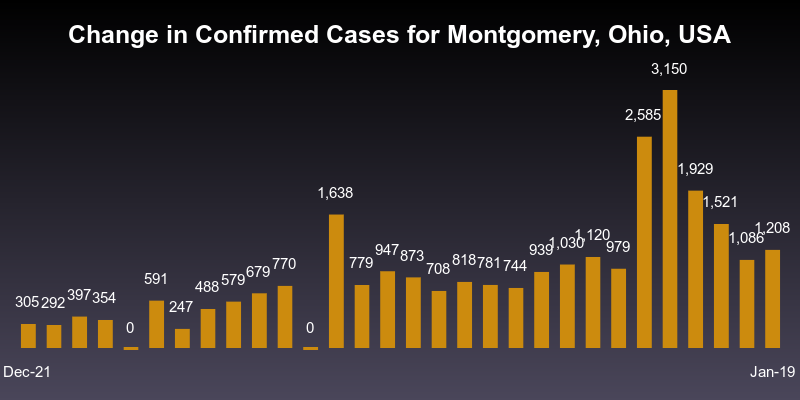 Change in Confirmed Cases for Montgomery, Ohio, USA
305 292 397 354 0 591 247 488 579 679 770 0 1,638 779 947 873 708 818 781 744 939 1,030 1,120 979 2,585 3,150 1,929 1,521 1,086 1,208
Dec-21 Jan-19